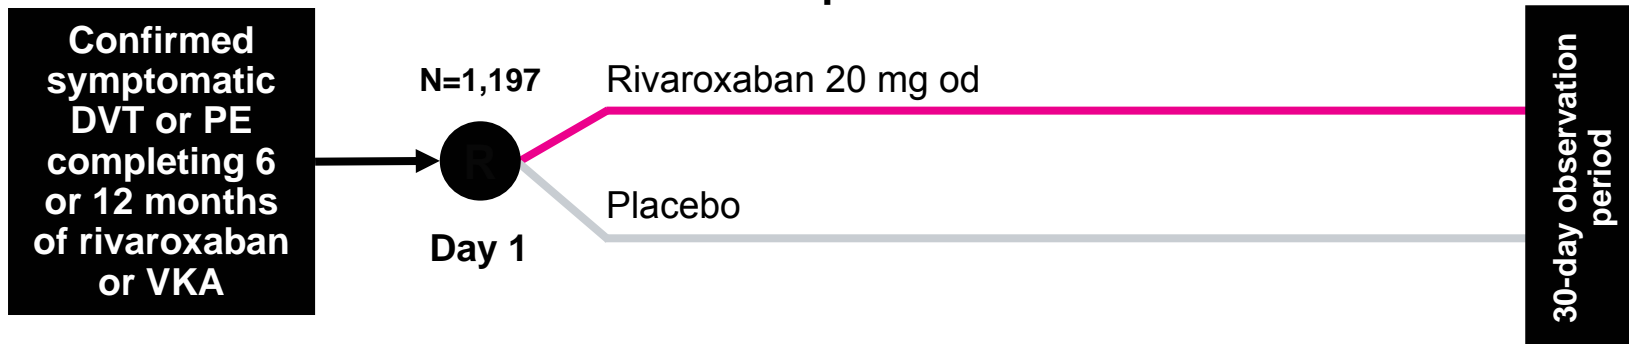 Confirmed
symptomatic
DVT or PE
completing 6
or 12 months
of rivaroxaban
or VKA
N=1,197
R
Day 1
Rivaroxaban 20 mg od
Placebo
30-day observation
period